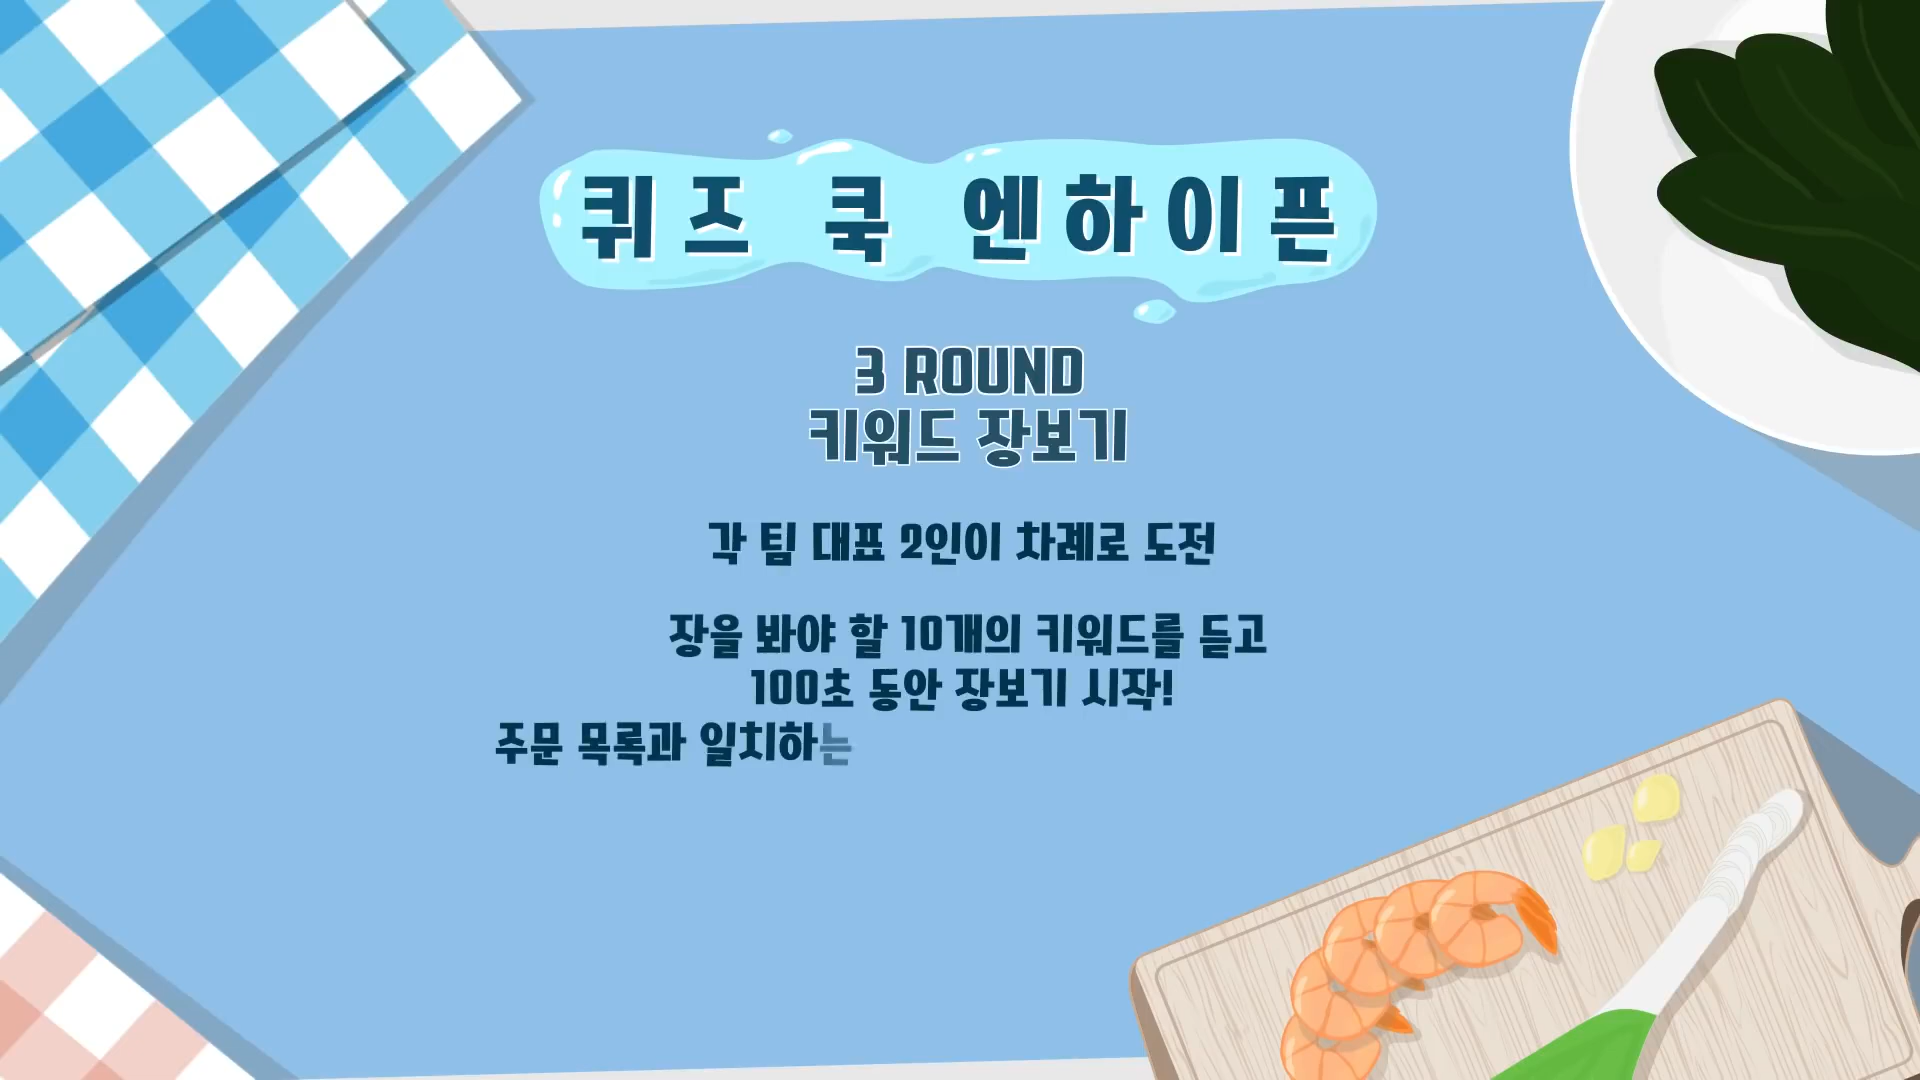 퀴즈 쿡 엔하이픈
3 ROUND
키워드 장보기
각 팀 대표 2인이 차례로 도전
장을 봐야 할 10개의 키워드를 듣고
100초 동안 장보기 시작!
주문 목록과 일치하는